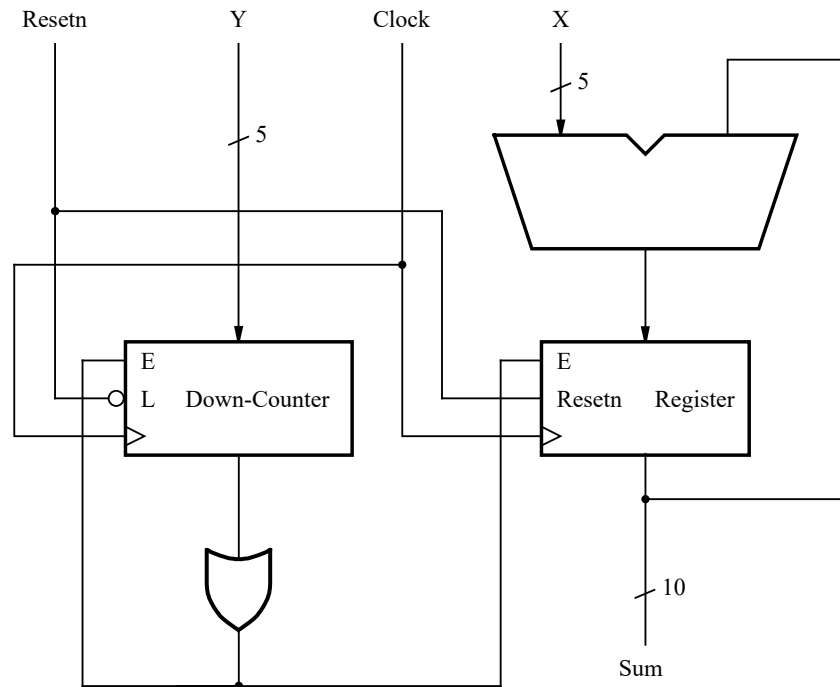 Resetn Y Clock X
5
5
E E
L Down-Counter Resetn Register
10
Sum